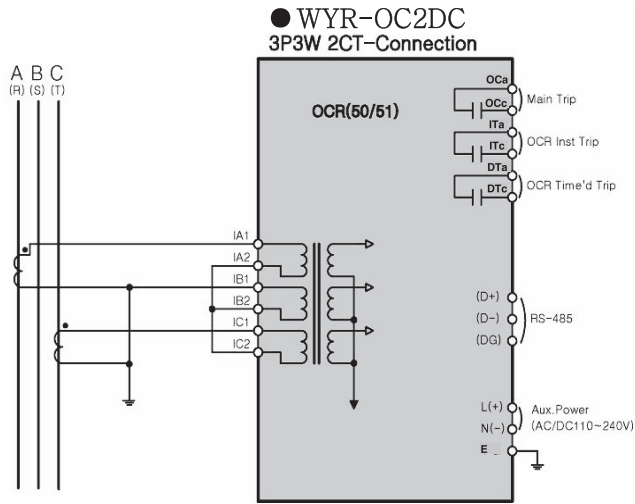 ● WYR-OC2DC
3P3W 2CT-Connection
A B C
(R) (S) (T)
OCR(50/51)
OCa
OCc
Main Trip
ITa
ITc
OCR Inst Trip
DTa
DTc
OCR Time'd Trip
IA1
IA2
IB1
IB2
IC1
IC2
(D+)
(D-)
(DG)
RS-485
L(+)
N(-)
Aux.Power
(AC/DC110~240V)
E